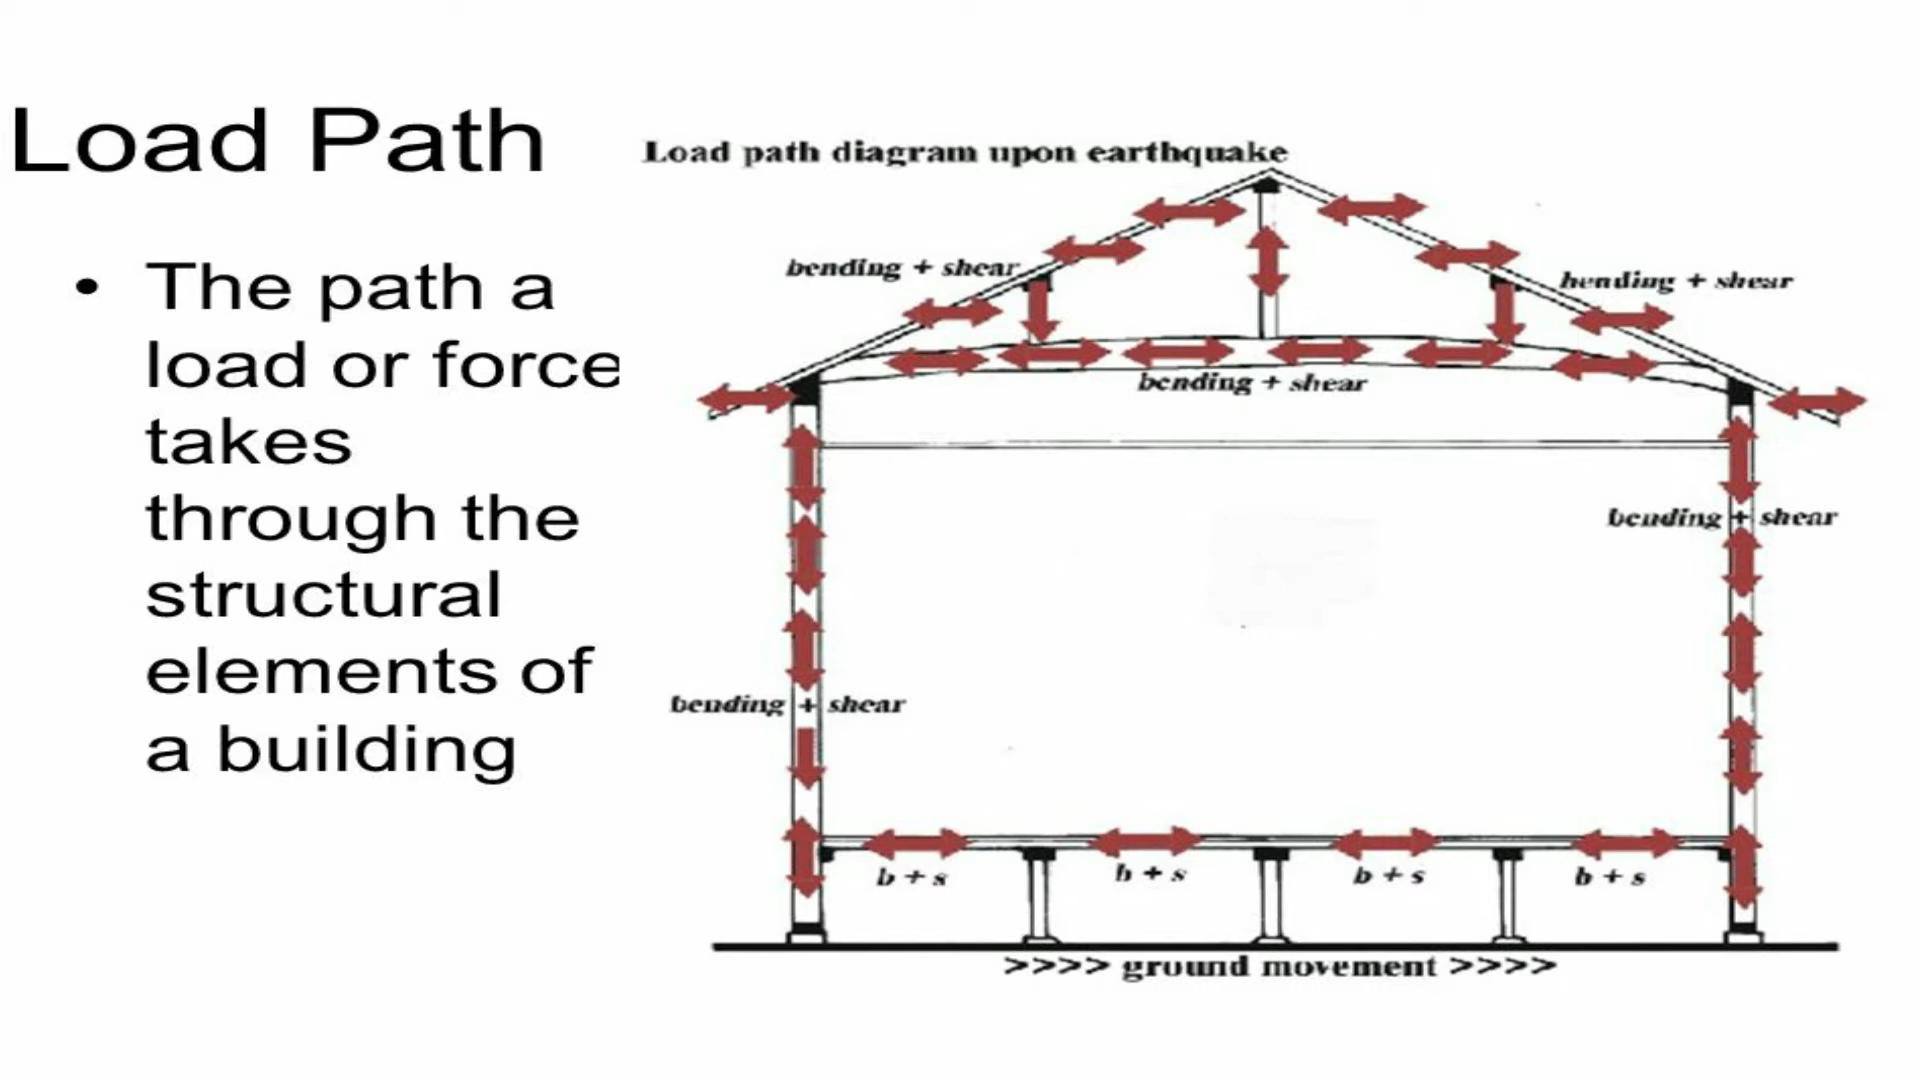 Load Path
• The path a
load or force
takes
through the
structural
elements of
a building
Load path diagram upon earthquake
bending + shear
bending + shear
bending + shear
bending + shear
bending + shear
b + s
b + s
b + s
b + s
>>>> ground movement >>>>